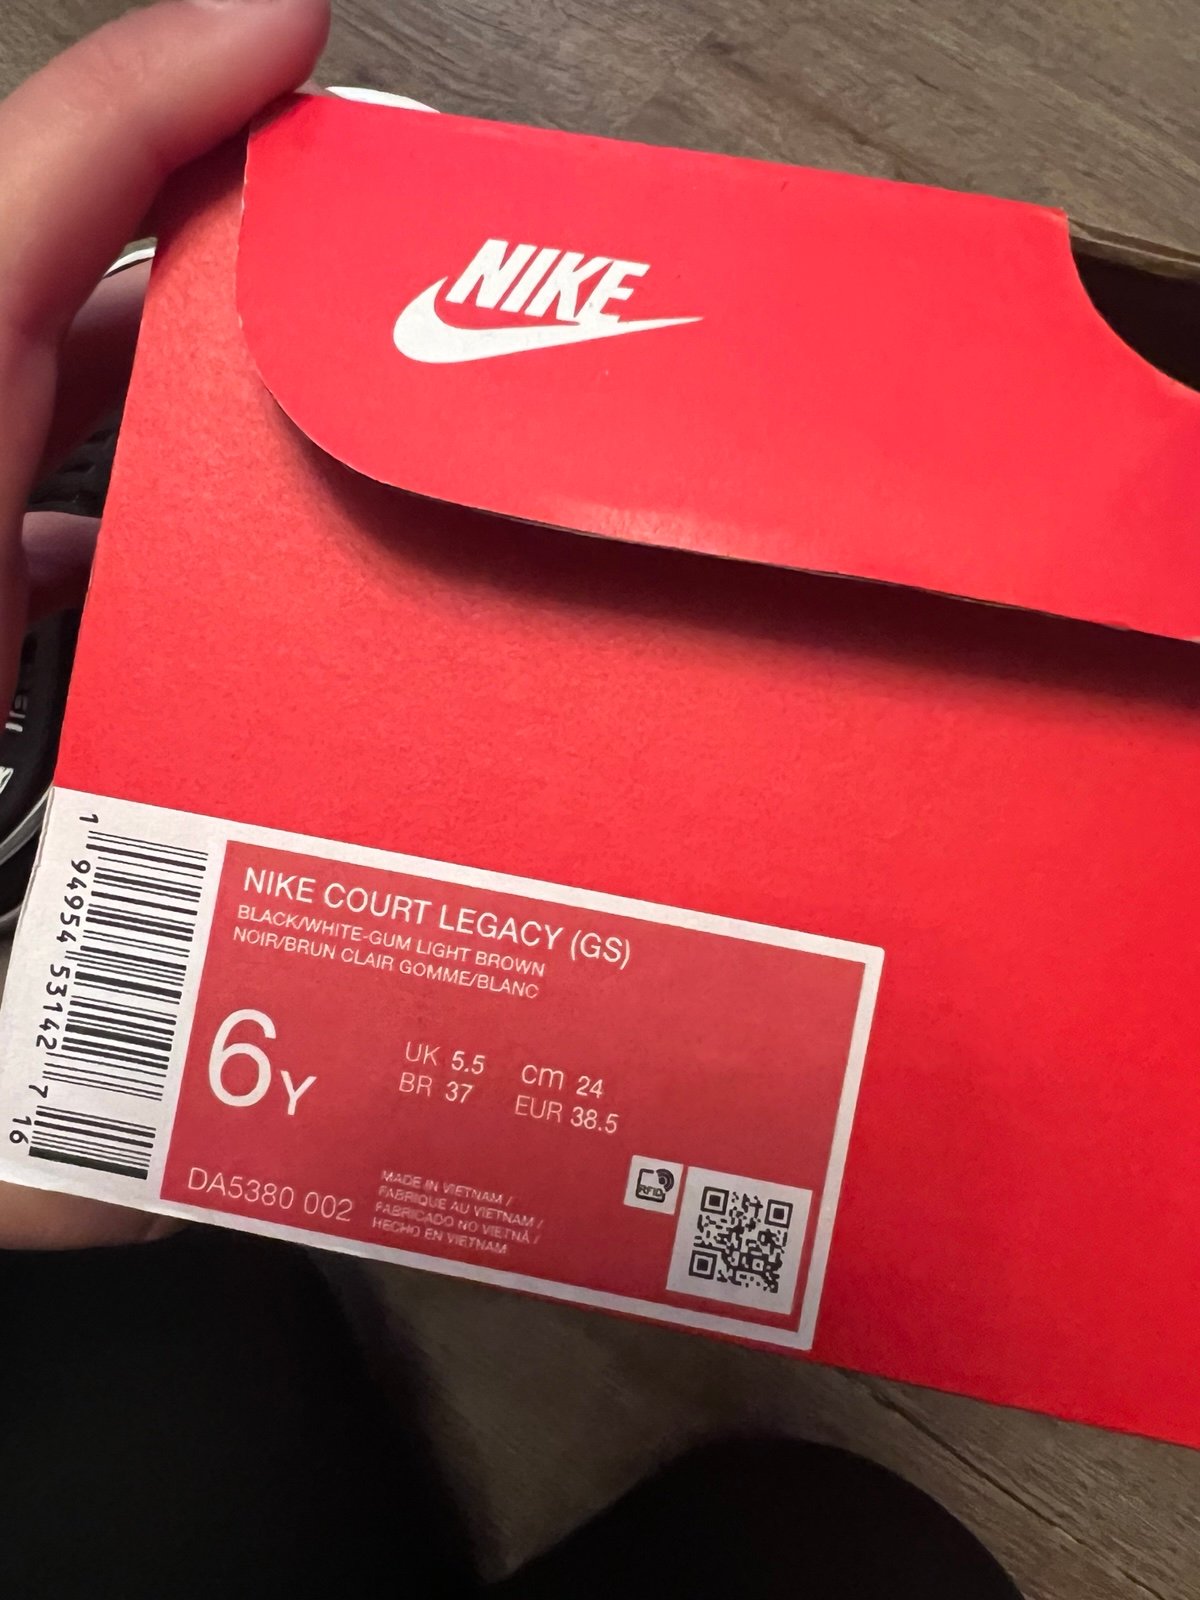 NIKE
NIKE COURT LEGACY (GS)
BLACK/WHITE-GUM LIGHT BROWN
NOIR/BRUN CLAIR GOMME/BLANC
6Y
UK 5.5 cm 24
BR 37 EUR 38.5
DA5380 002
MADE IN VIETNAM /
FABRIQUE AU VIETNAM /
FABRICADO NO VIETNÃ /
HECHO EN VIETNAM
RFID
1 94954 53142 7 16